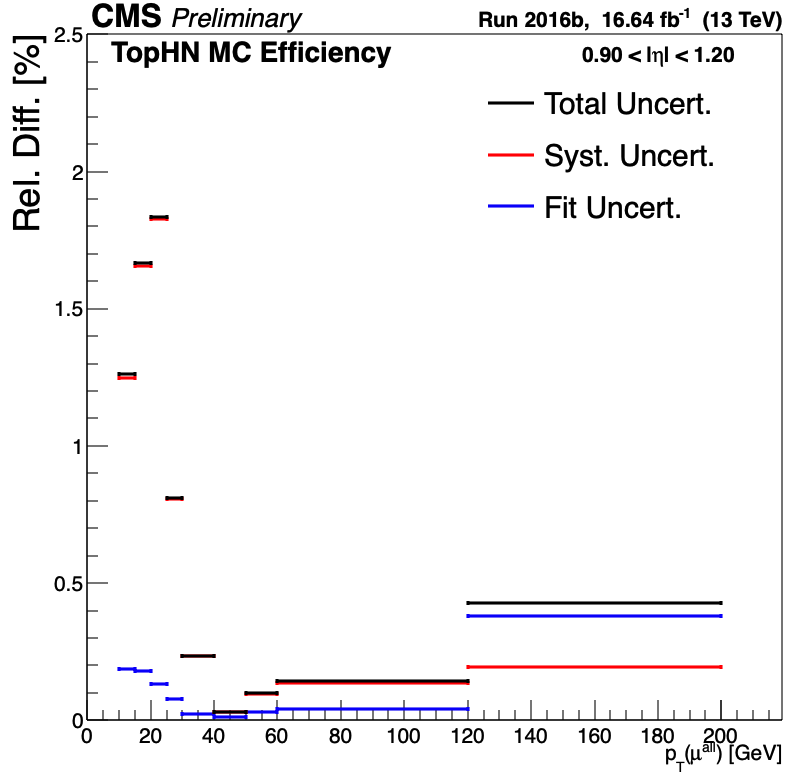 CMS Preliminary
Run 2016b, 16.64 fb⁻¹ (13 TeV)
TopHN MC Efficiency
0.90 < |η| < 1.20
Total Uncert.
Syst. Uncert.
Fit Uncert.
Rel. Diff. [%]
2.5
2
1.5
1
0.5
0
0 20 40 60 80 100 120 140 160 180 200
p_T(μ^all) [GeV]